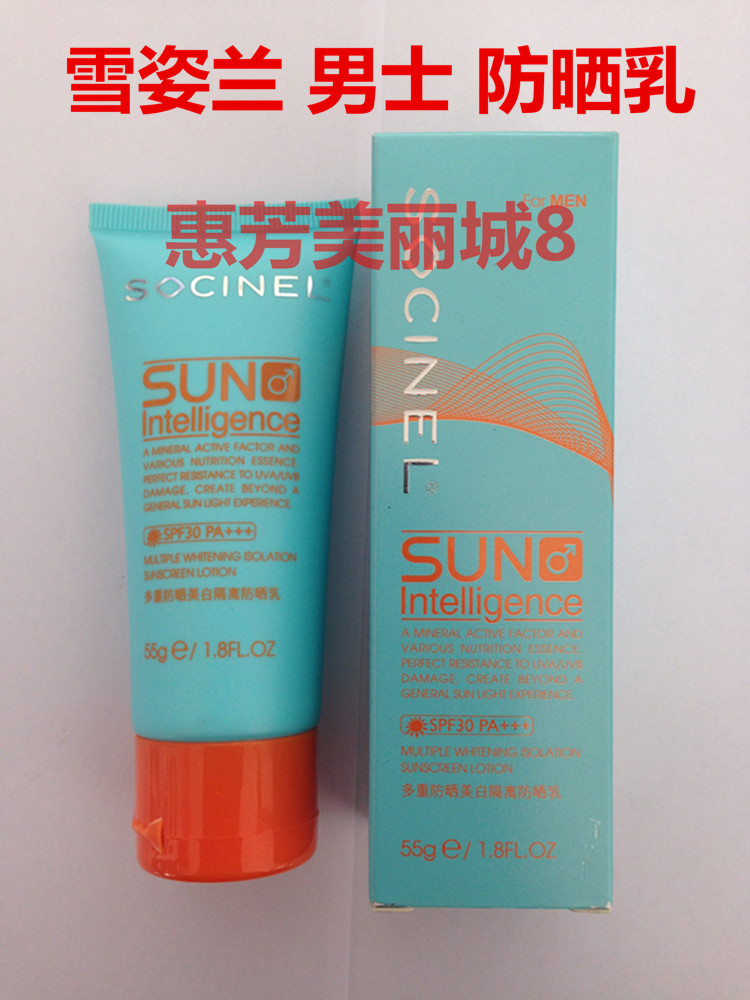 雪姿兰 男士 防晒乳
惠芳美丽城8
SOCINEL
SUN
Intelligence
A MINERAL ACTIVE FACTOR AND
VARIOUS NUTRITION ESSENCE,
PERFECT RESISTANCE TO UVA/UVB
DAMAGE, CREATE BEYOND A
GENERAL SUN LIGHT EXPERIENCE.
SPF30 PA+++
MULTIPLE WHITENING ISOLATION
SUNSCREEN LOTION
多重防晒美白隔离防晒乳
55g e/ 1.8FL.OZ
For MEN
SOCINEL®
SUN
Intelligence
A MINERAL ACTIVE FACTOR AND
VARIOUS NUTRITION ESSENCE,
PERFECT RESISTANCE TO UVA/UVB
DAMAGE, CREATE BEYOND A
GENERAL SUN LIGHT EXPERIENCE.
SPF30 PA+++
MULTIPLE WHITENING ISOLATION
SUNSCREEN LOTION
多重防晒美白隔离防晒乳
55g e/ 1.8FL.OZ